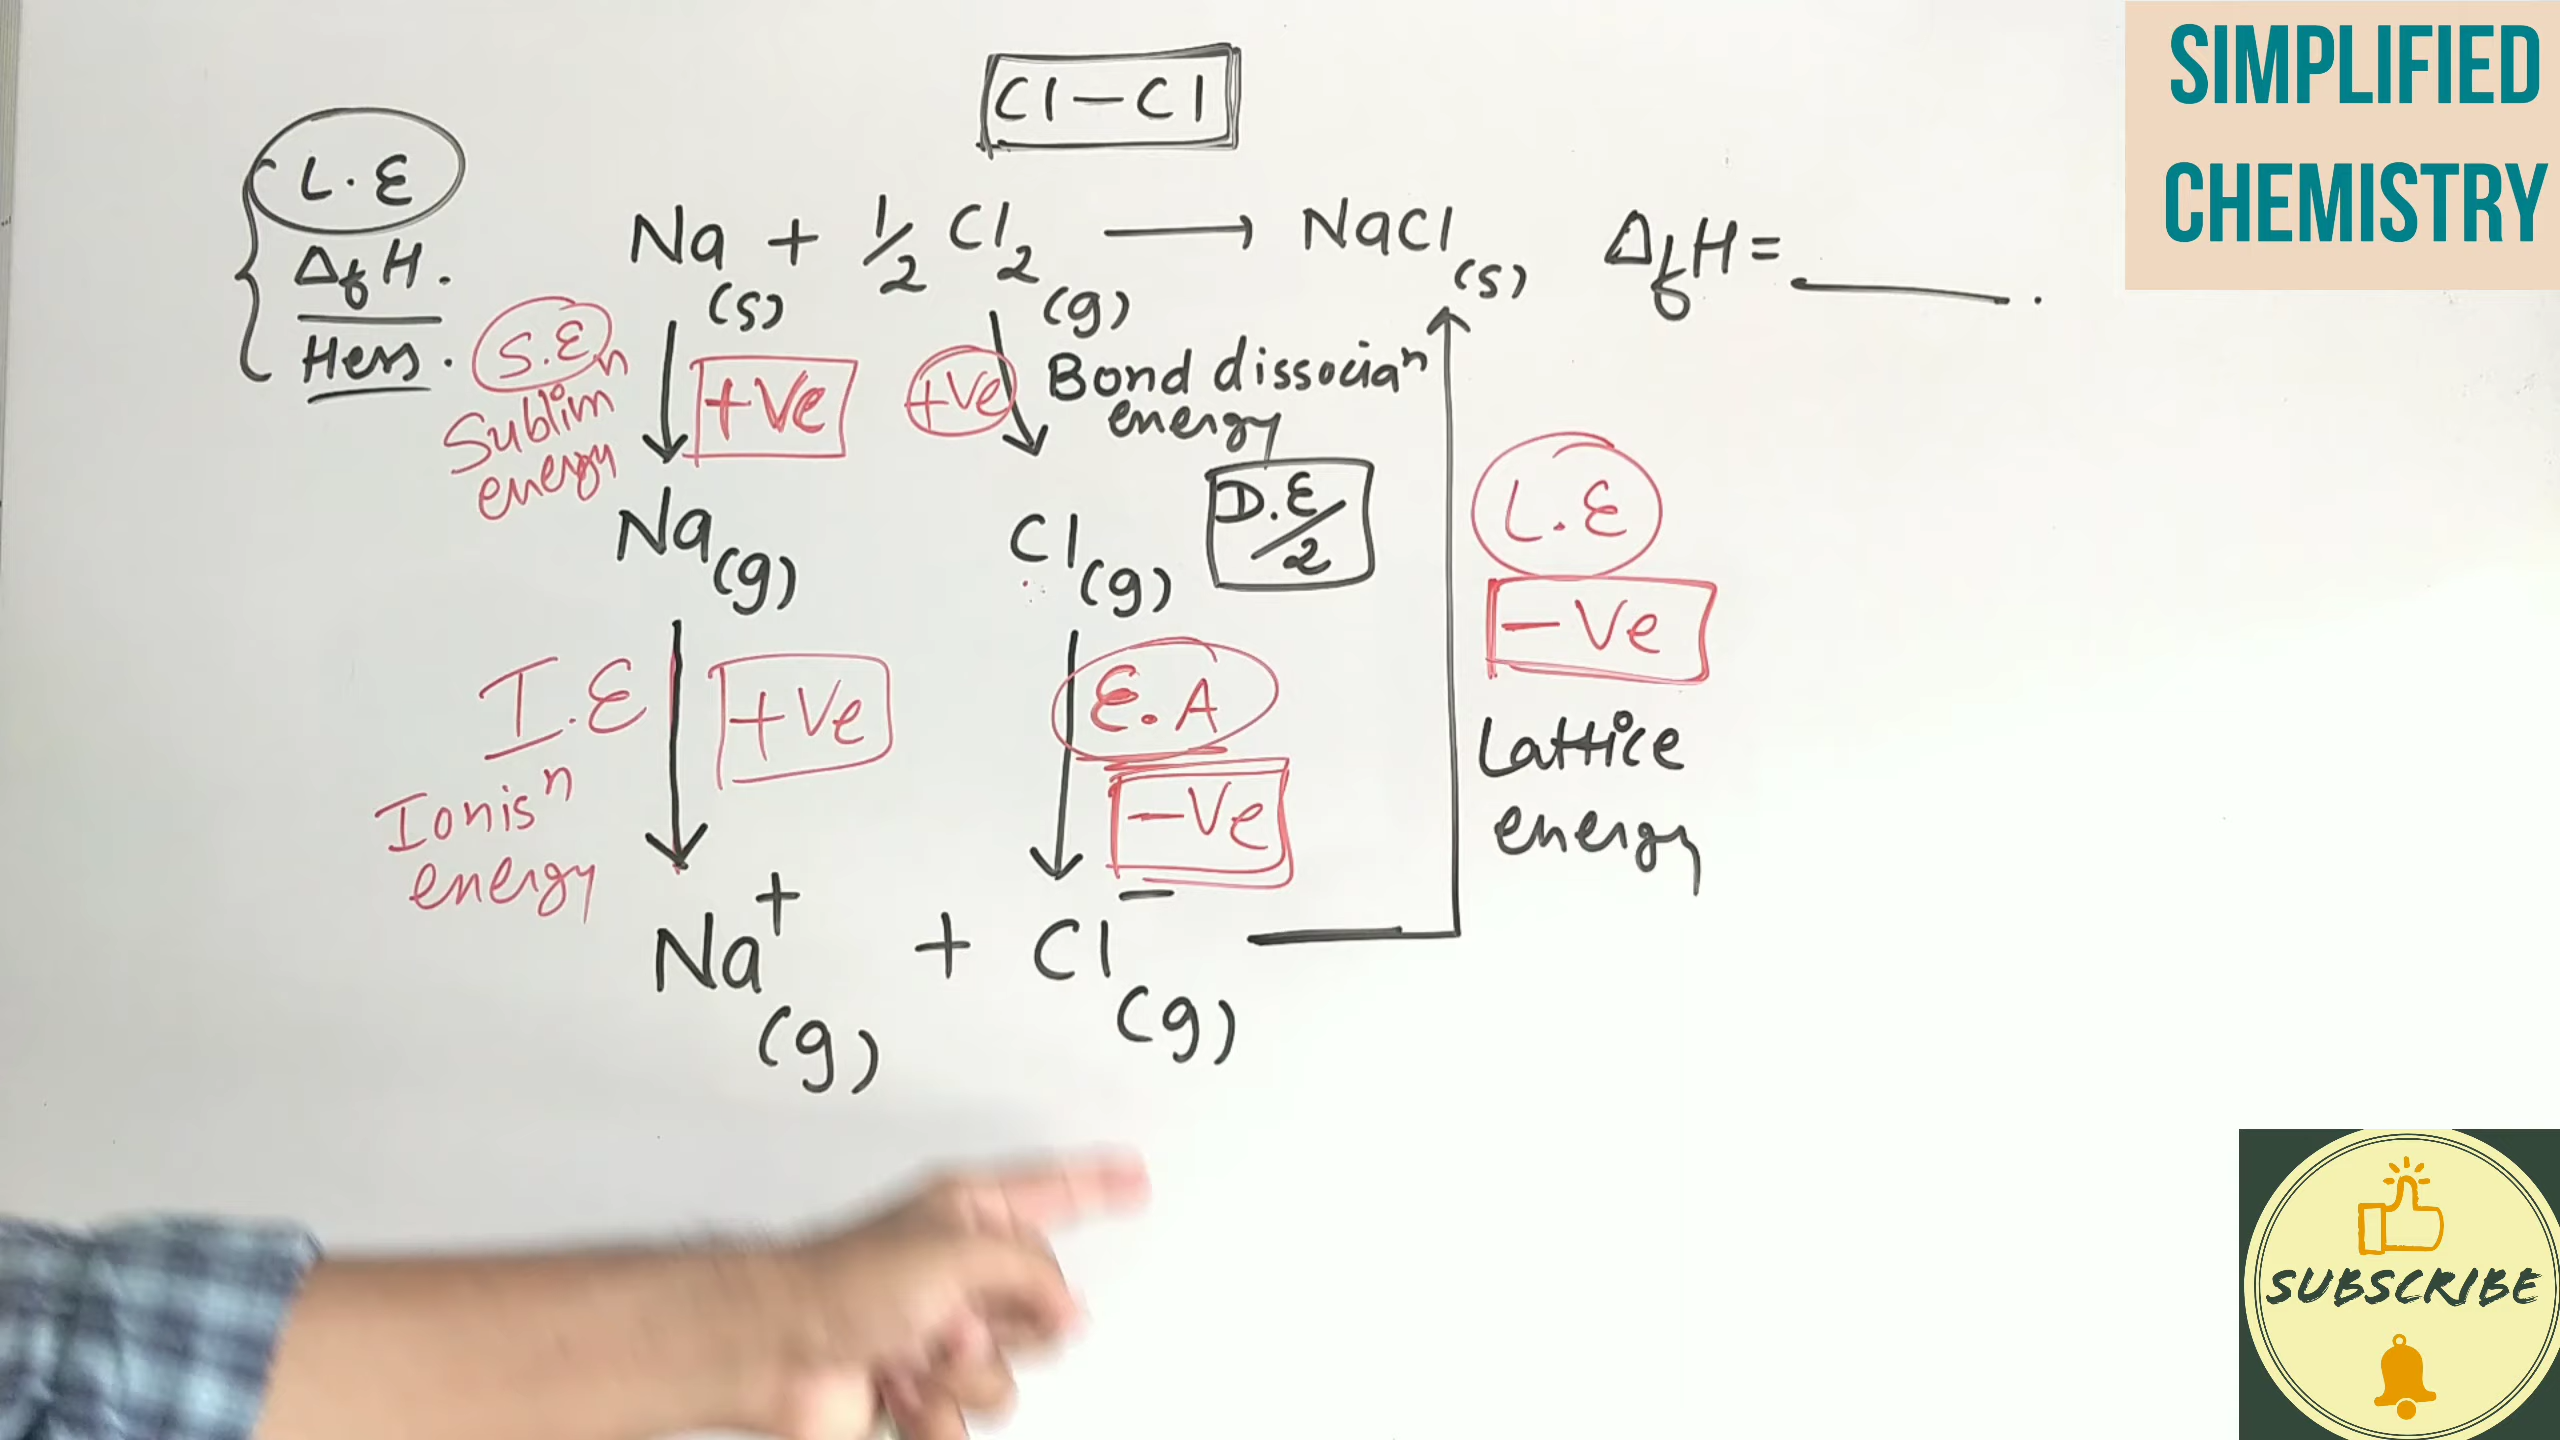 SIMPLIFIED
CHEMISTRY
Cl-Cl
L.E
ΔfH.
Hess.
Na(s) + ½ Cl₂(g) ⟶ NaCl(s) ΔfH = ______.
S.E
Sublimⁿ
energy
+Ve
+Ve
Bond dissociaⁿ
energy
D.E/2
Na(g)
Cl(g)
L.E
-Ve
Lattice
energy
I.E
Ionisⁿ
energy
+Ve
E.A
-Ve
Na⁺(g) + Cl⁻(g)
SUBSCRIBE